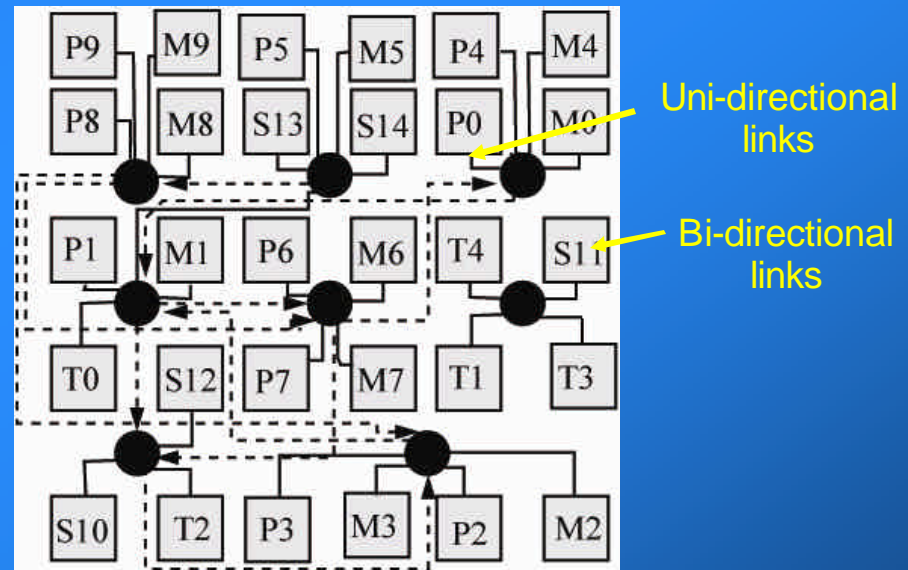 P9 M9 P5 M5 P4 M4
P8 M8 S13 S14 P0 M0
Uni-directional
links
P1 M1 P6 M6 T4 S11
Bi-directional
links
T0 S12 P7 M7 T1 T3
S10 T2 P3 M3 P2 M2